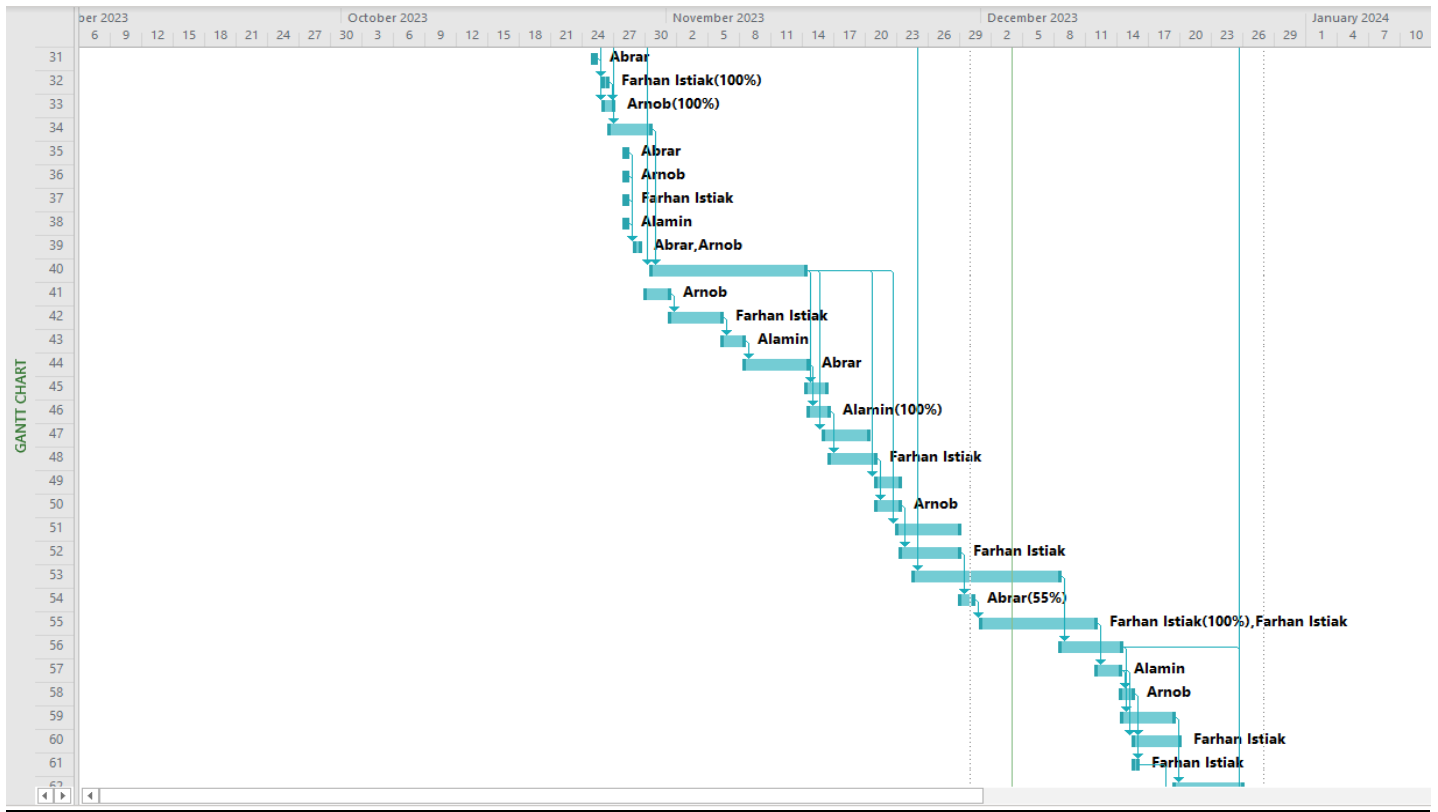 ber 2023 October 2023 November 2023 December 2023 January 2024
6 9 12 15 18 21 24 27 30 3 6 9 12 15 18 21 24 27 30 2 5 8 11 14 17 20 23 26 29 2 5 8 11 14 17 20 23 26 29 1 4 7 10
GANTT CHART
31 Abrar
32 Farhan Istiak(100%)
33 Arnob(100%)
34
35 Abrar
36 Arnob
37 Farhan Istiak
38 Alamin
39 Abrar,Arnob
40
41 Arnob
42 Farhan Istiak
43 Alamin
44 Abrar
45
46 Alamin(100%)
47
48 Farhan Istiak
49
50 Arnob
51
52 Farhan Istiak
53
54 Abrar(55%)
55 Farhan Istiak(100%),Farhan Istiak
56
57 Alamin
58 Arnob
59
60 Farhan Istiak
61 Farhan Istiak
62